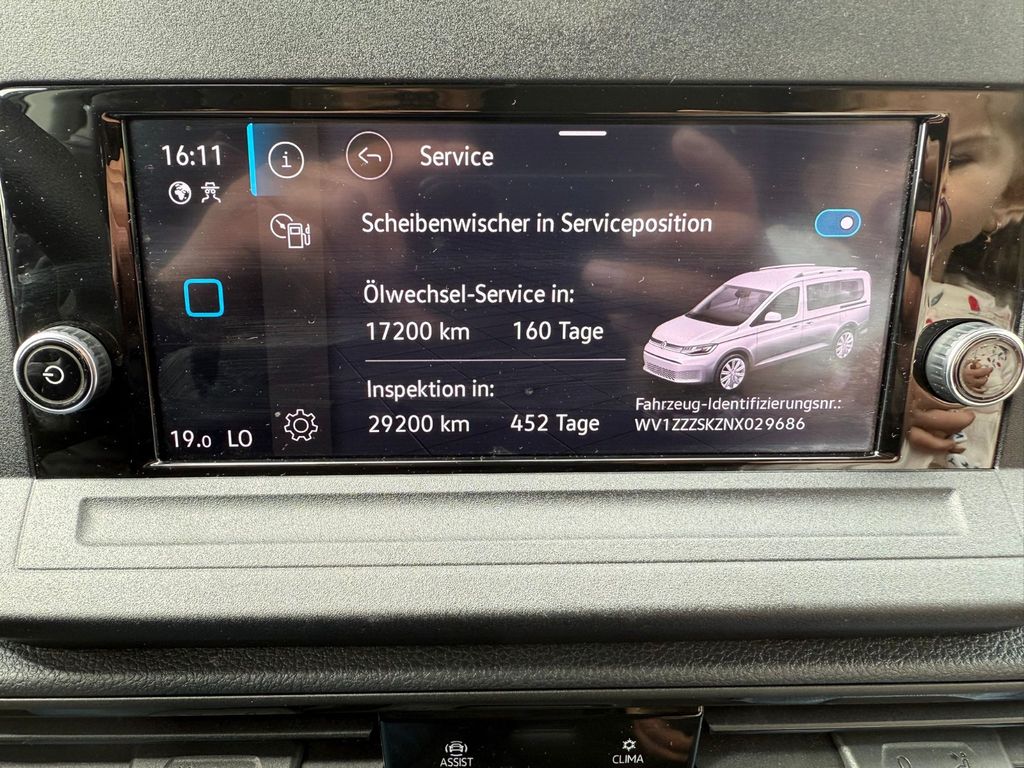 16:11
Service
Scheibenwischer in Serviceposition
Ölwechsel-Service in:
17200 km 160 Tage
Inspektion in:
29200 km 452 Tage
Fahrzeug-Identifizierungsnr.:
WV1ZZZSKZNX029686
19.0 LO
ASSIST
CLIMA